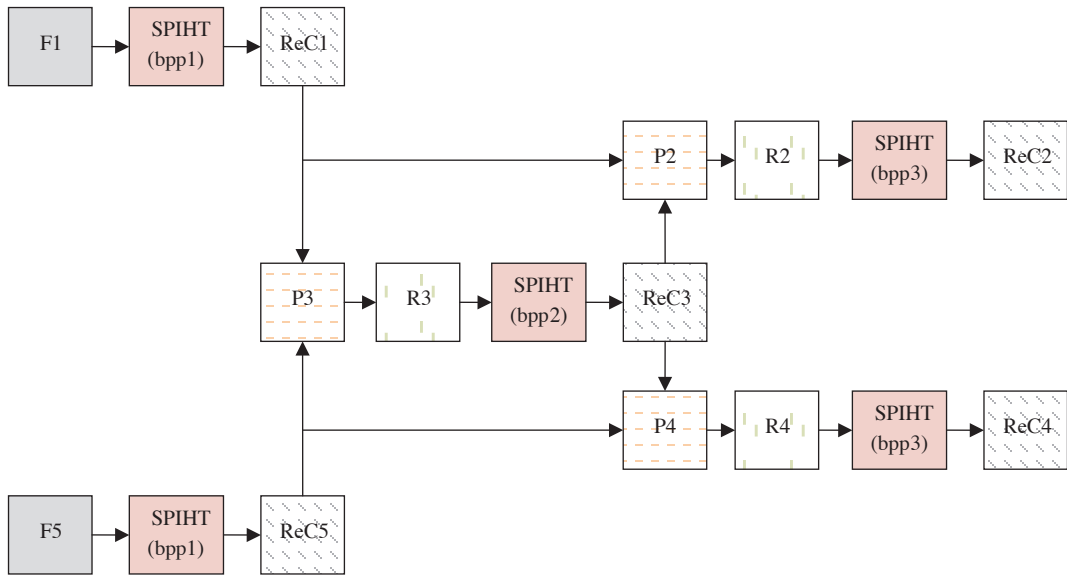 F1
SPIHT
(bpp1)
ReC1
P2
R2
SPIHT
(bpp3)
ReC2
P3
R3
SPIHT
(bpp2)
ReC3
P4
R4
SPIHT
(bpp3)
ReC4
F5
SPIHT
(bpp1)
ReC5